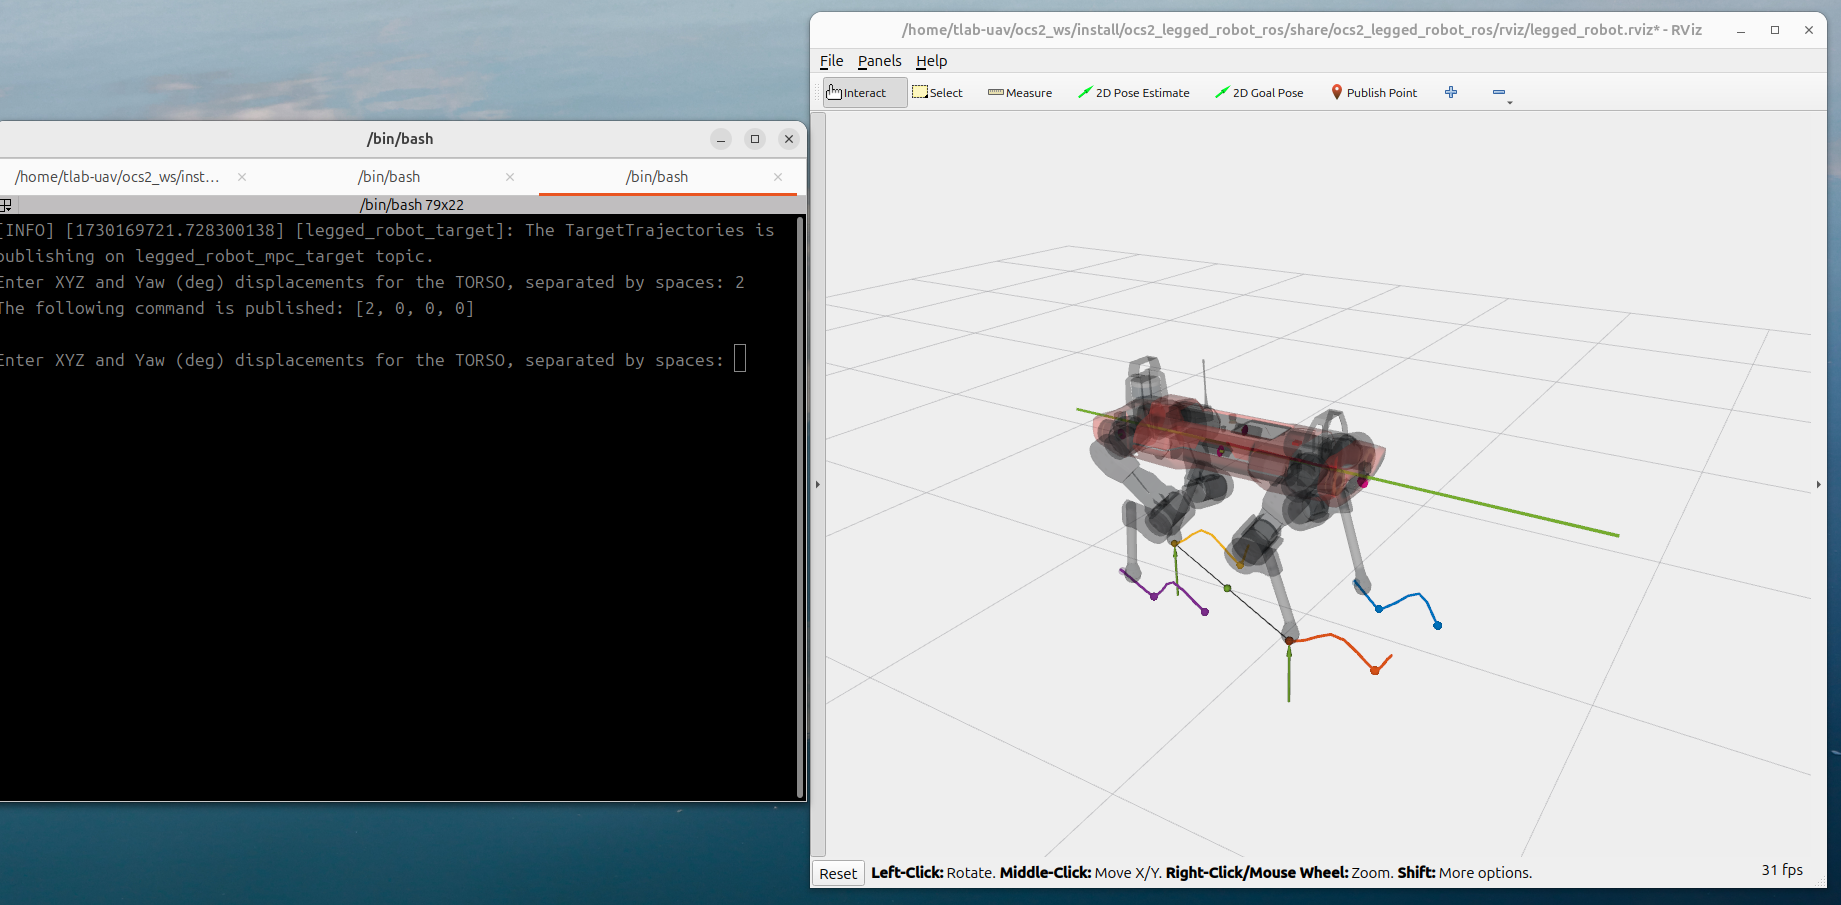 /home/tlab-uav/ocs2_ws/install/ocs2_legged_robot_ros/share/ocs2_legged_robot_ros/rviz/legged_robot.rviz* - RViz
File Panels Help
Interact Select Measure 2D Pose Estimate 2D Goal Pose Publish Point
/bin/bash
/home/tlab-uav/ocs2_ws/inst... /bin/bash /bin/bash
/bin/bash 79x22
[INFO] [1730169721.728300138] [legged_robot_target]: The TargetTrajectories is
publishing on legged_robot_mpc_target topic.
Enter XYZ and Yaw (deg) displacements for the TORSO, separated by spaces: 2
The following command is published: [2, 0, 0, 0]
Enter XYZ and Yaw (deg) displacements for the TORSO, separated by spaces:
Reset Left-Click: Rotate. Middle-Click: Move X/Y. Right-Click/Mouse Wheel: Zoom. Shift: More options. 31 fps